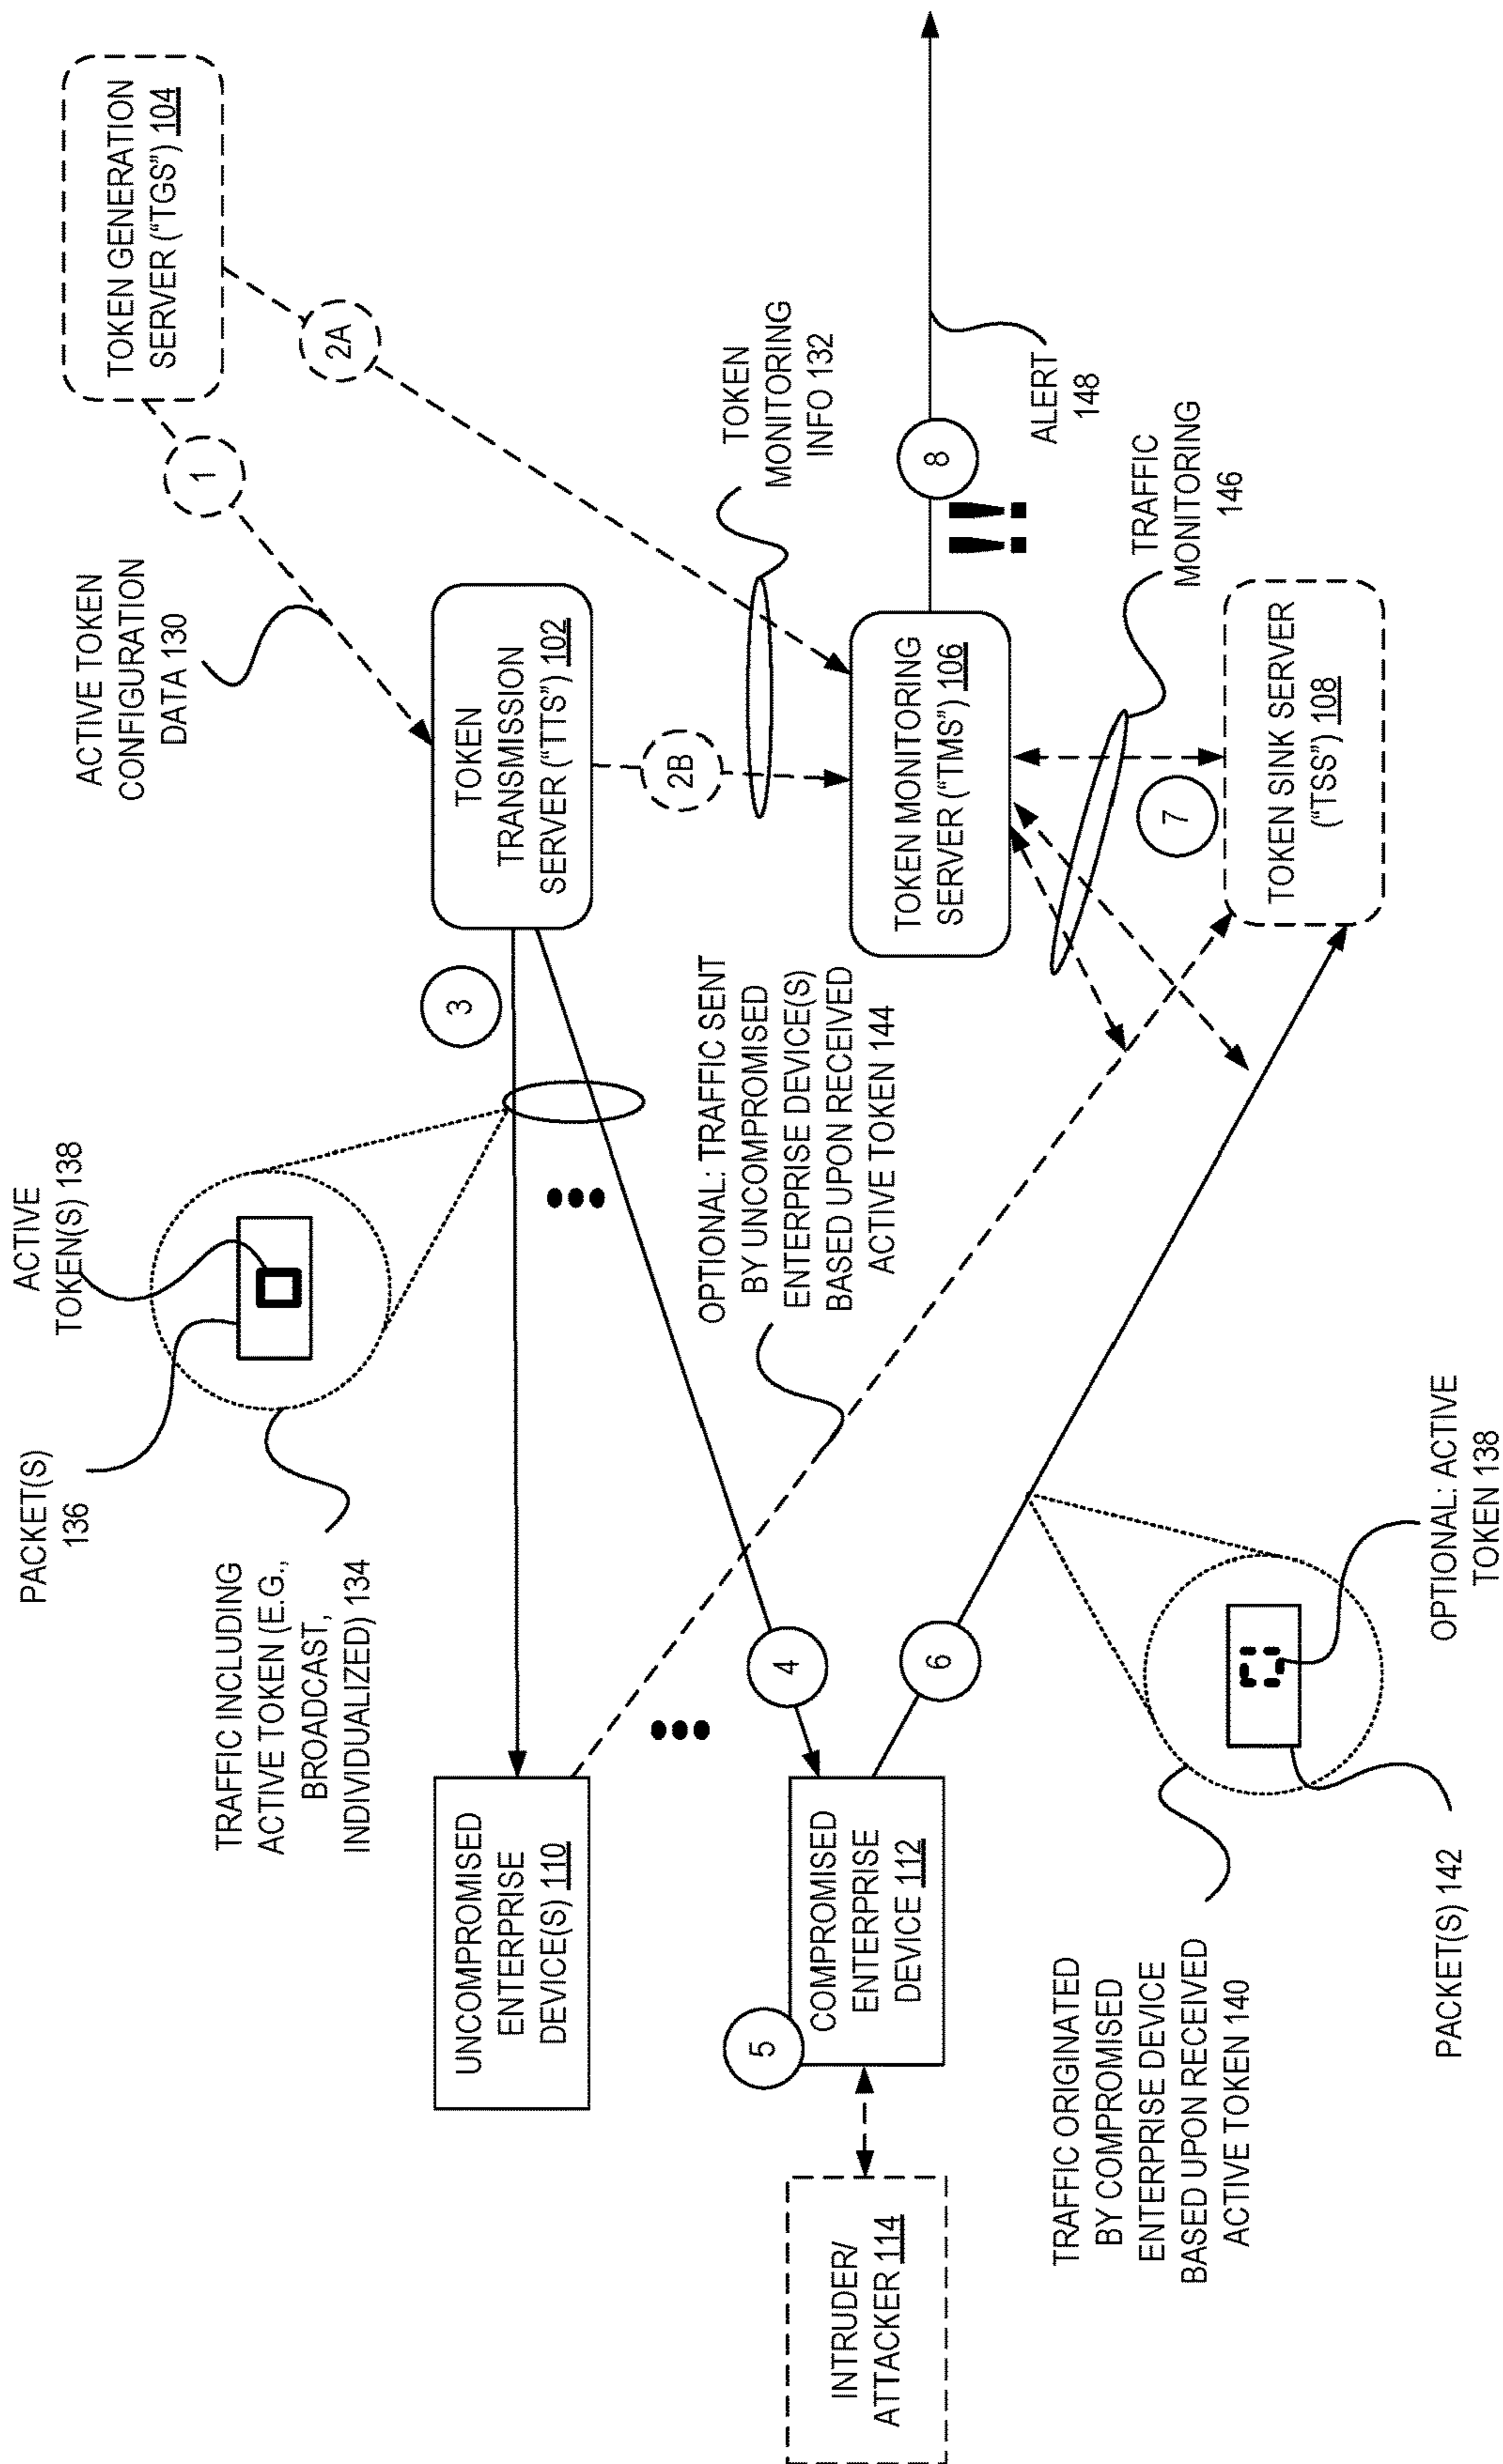 TOKEN GENERATION
SERVER ("TGS") 104
1
2A
ACTIVE TOKEN
CONFIGURATION
DATA 130
TOKEN
TRANSMISSION
SERVER ("TTS") 102
2B
TOKEN
MONITORING
INFO 132
TOKEN MONITORING
SERVER ("TMS") 106
8
!!
ALERT
148
TRAFFIC
MONITORING
146
7
TOKEN SINK SERVER
("TSS") 108
3
ACTIVE
TOKEN(S) 138
PACKET(S)
136
TRAFFIC INCLUDING
ACTIVE TOKEN (E.G.,
BROADCAST,
INDIVIDUALIZED) 134
OPTIONAL: TRAFFIC SENT
BY UNCOMPROMISED
ENTERPRISE DEVICE(S)
BASED UPON RECEIVED
ACTIVE TOKEN 144
4
6
UNCOMPROMISED
ENTERPRISE
DEVICE(S) 110
5
COMPROMISED
ENTERPRISE
DEVICE 112
INTRUDER/
ATTACKER 114
OPTIONAL: ACTIVE
TOKEN 138
PACKET(S) 142
TRAFFIC ORIGINATED
BY COMPROMISED
ENTERPRISE DEVICE
BASED UPON RECEIVED
ACTIVE TOKEN 140